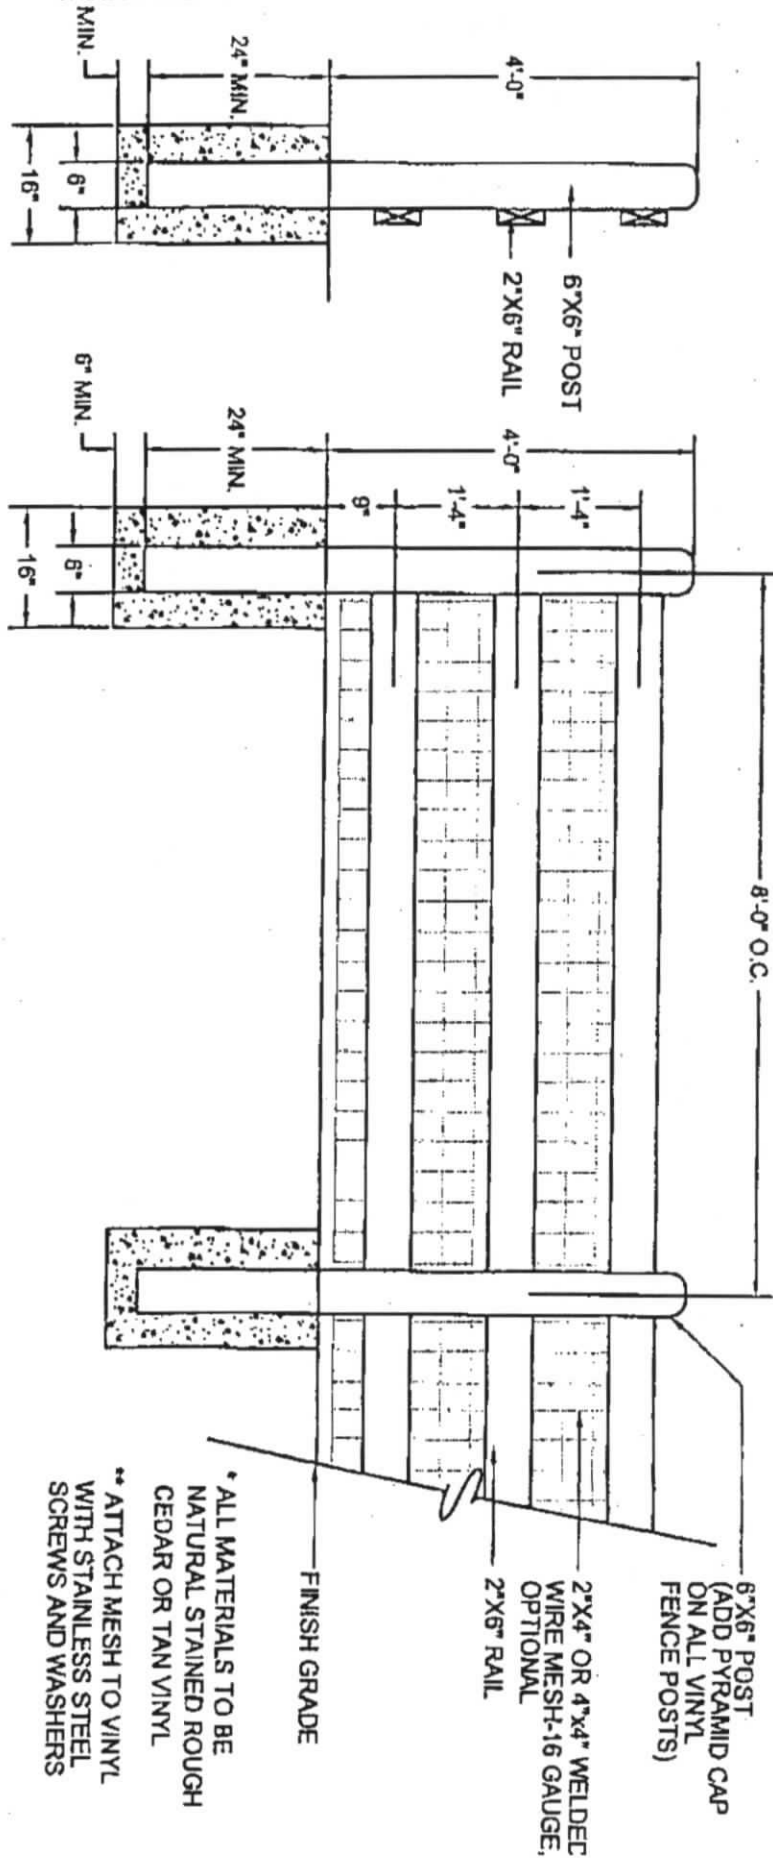 MIN.
24" MIN.
4'-0"
6"
16"
6"X6" POST
2"X6" RAIL
6" MIN.
24" MIN.
4'-0"
9"
1'-4"
1'-4"
6"
16"
8'-0" O.C.
6"X6" POST
(ADD PYRAMID CAP
ON ALL VINYL
FENCE POSTS)
2"X4" OR 4"x4" WELDED
WIRE MESH-16 GAUGE,
OPTIONAL
2"X6" RAIL
FINISH GRADE
* ALL MATERIALS TO BE
NATURAL STAINED ROUGH
CEDAR OR TAN VINYL
** ATTACH MESH TO VINYL
WITH STAINLESS STEEL
SCREWS AND WASHERS